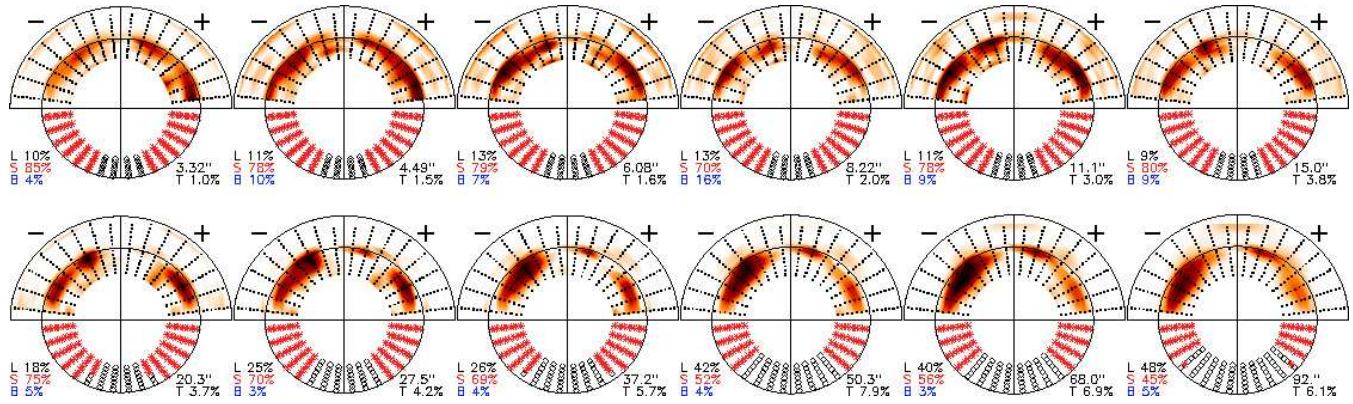 − +
L 10%
S 85% 3.32"
B 4% T 1.0%
− +
L 11%
S 78% 4.49"
B 10% T 1.5%
− +
L 13%
S 79% 6.08"
B 7% T 1.6%
− +
L 13%
S 70% 8.22"
B 16% T 2.0%
− +
L 11%
S 78% 11.1"
B 9% T 3.0%
− +
L 9%
S 80% 15.0"
B 9% T 3.8%
− +
L 18%
S 75% 20.3"
B 5% T 3.7%
− +
L 25%
S 70% 27.5"
B 3% T 4.2%
− +
L 26%
S 69% 37.2"
B 4% T 5.7%
− +
L 42%
S 52% 50.3"
B 4% T 7.9%
− +
L 40%
S 56% 68.0"
B 3% T 6.9%
− +
L 48%
S 45% 92."
B 5% T 6.1%